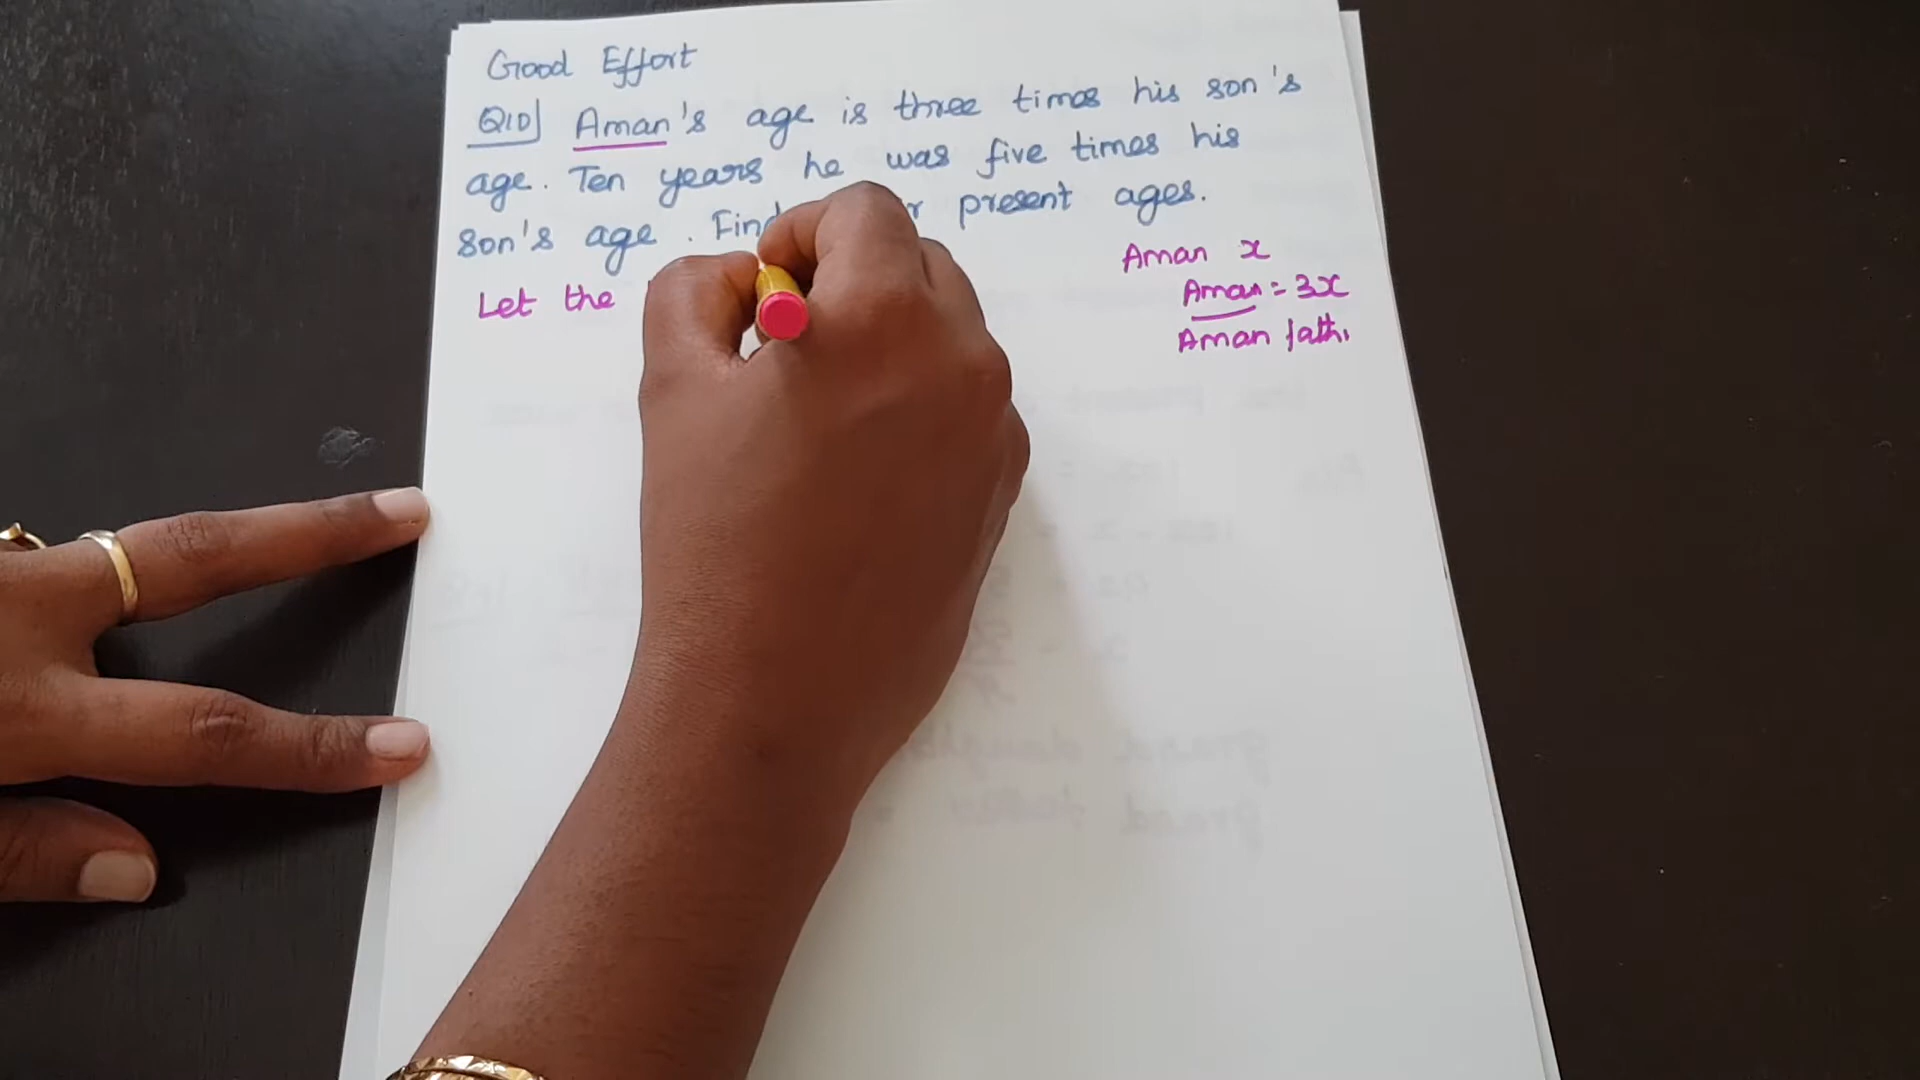 Good Effort
Q10] Aman's age is three times his son's
age. Ten years he was five times his
son's age. Find present ages.
Aman x
Let the
Aman = 3x
Aman fath